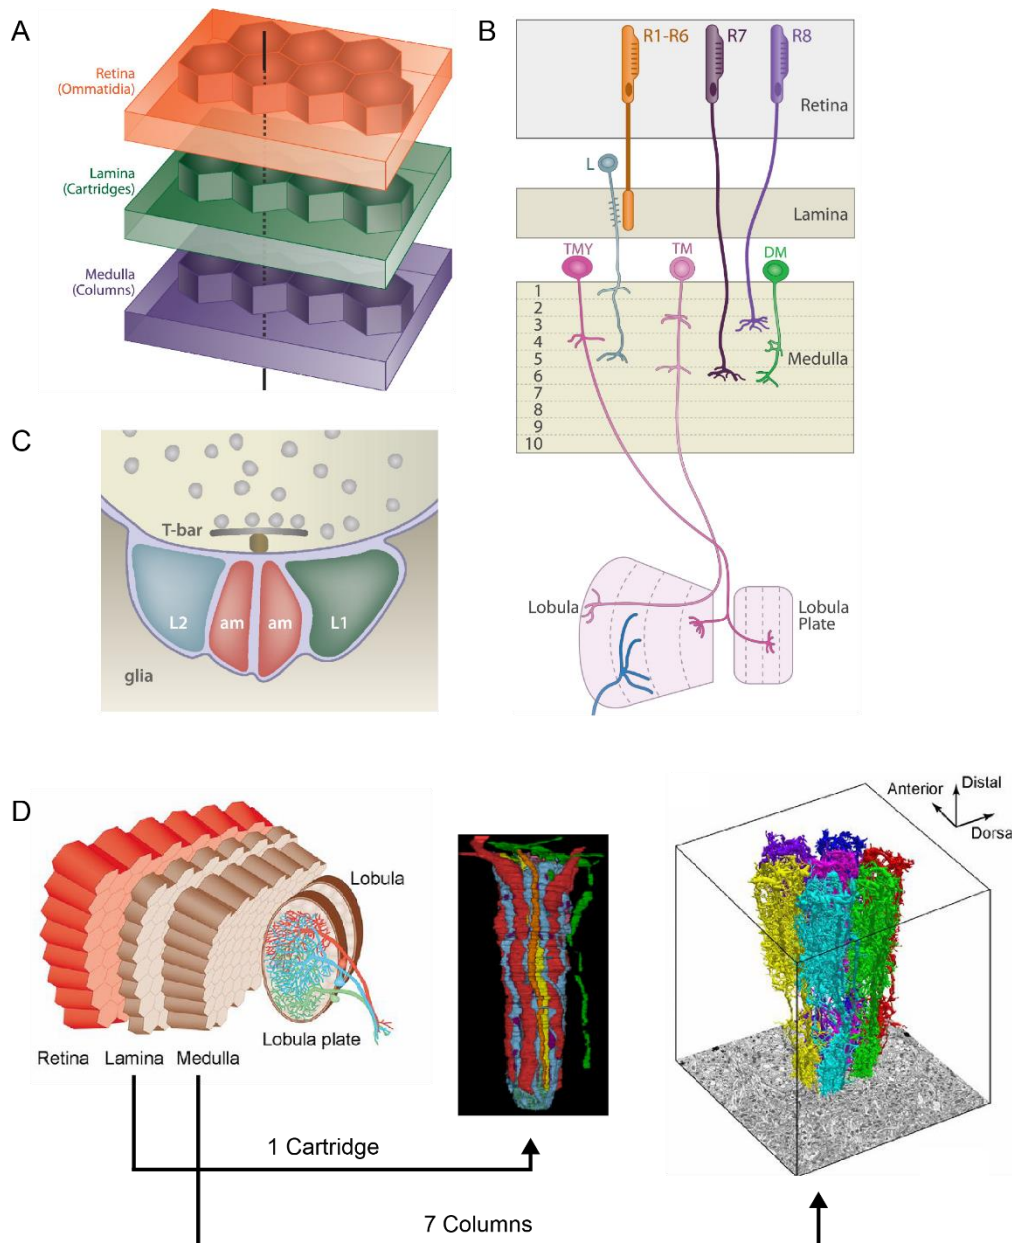 A
Retina
(Ommatidia)
Lamina
(Cartridges)
Medulla
(Columns)
B
R1-R6
R7
R8
Retina
L
Lamina
TMY
TM
DM
1
2
3
4
5
6
7
8
9
10
Medulla
Lobula
Lobula
Plate
C
T-bar
L2
am
am
L1
glia
D
Lobula
Lobula plate
Retina
Lamina
Medulla
Anterior
Distal
Dorsa
1 Cartridge
7 Columns